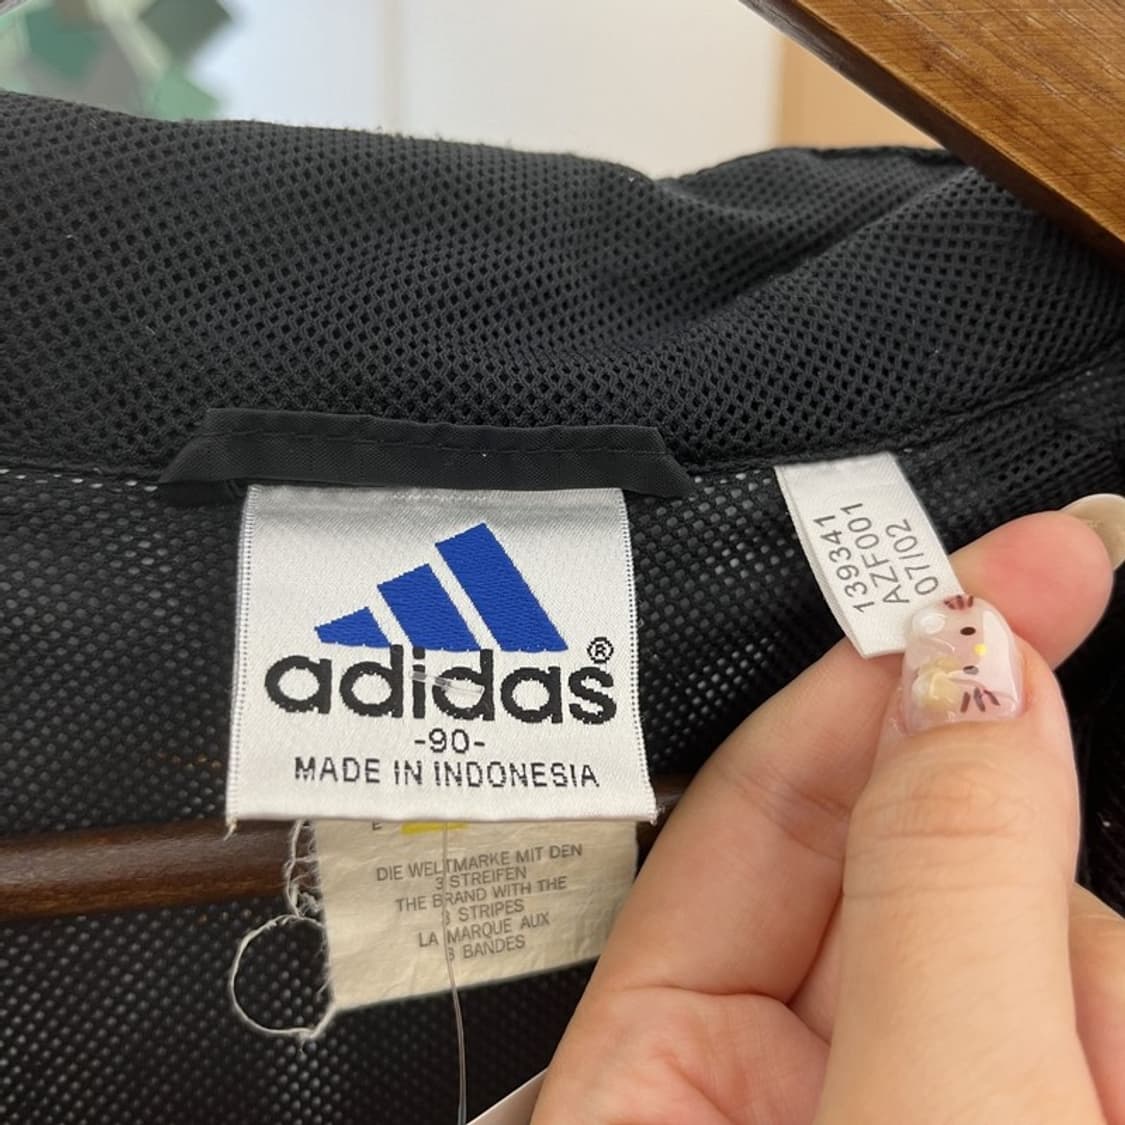 adidas®
-90-
MADE IN INDONESIA
E
DIE WELTMARKE MIT DEN
3 STREIFEN
THE BRAND WITH THE
3 STRIPES
LA MARQUE AUX
3 BANDES
139341
AZF001
07/02